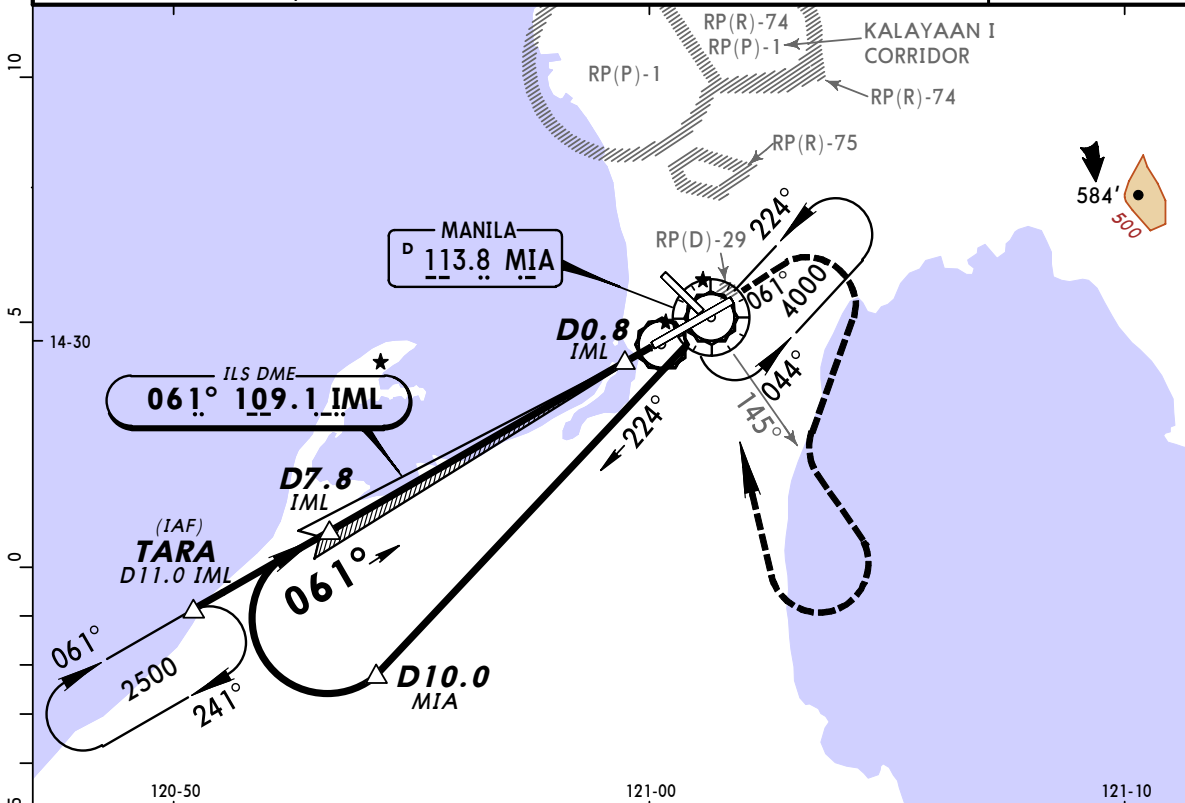 RP(R)-74
RP(P)-1
KALAYAAN I
CORRIDOR
RP(P)-1
RP(R)-74
RP(R)-75
10
584'
500
MANILA
D 113.8 MIA
RP(D)-29
224°
061°
4000
5
14-30
D0.8
IML
044°
145°
ILS DME
061° 109.1 IML
224°
D7.8
IML
(IAF)
TARA
D11.0 IML
0
061°
061°
2500
241°
D10.0
MIA
5
120-50
121-00
121-10